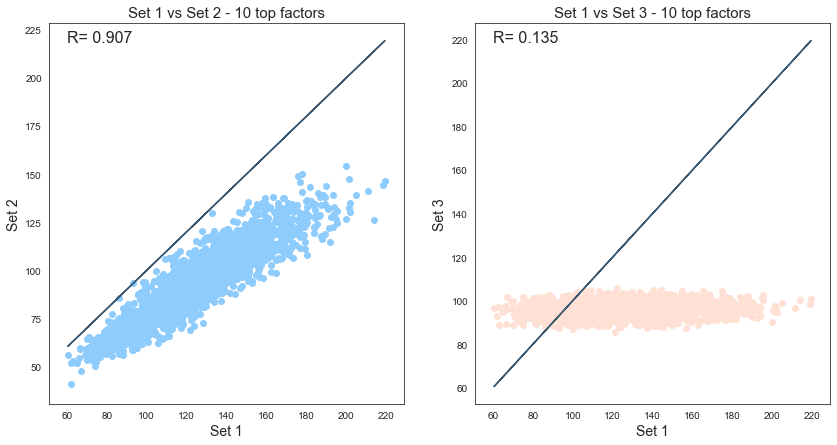 Set 1 vs Set 2 - 10 top factors
R= 0.907
225
200
175
150
125
100
75
50
Set 2
60 80 100 120 140 160 180 200 220
Set 1
Set 1 vs Set 3 - 10 top factors
R= 0.135
220
200
180
160
140
120
100
80
60
Set 3
60 80 100 120 140 160 180 200 220
Set 1